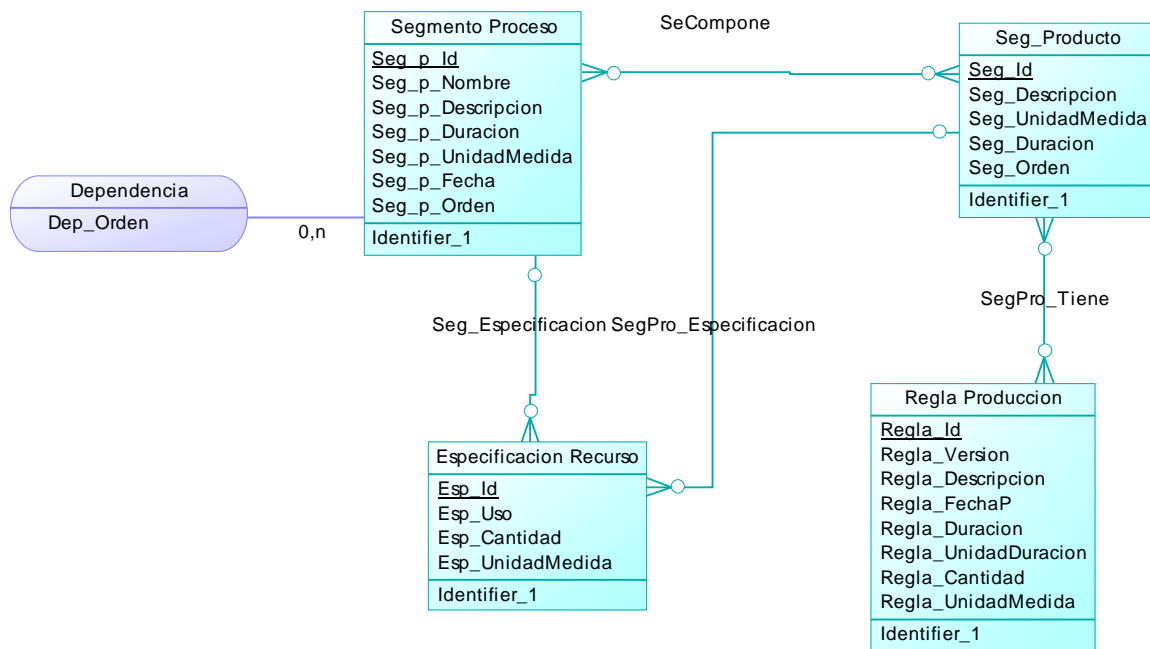 SeCompone
Segmento Proceso
Seg_p_Id
Seg_p_Nombre
Seg_p_Descripcion
Seg_p_Duracion
Seg_p_UnidadMedida
Seg_p_Fecha
Seg_p_Orden
Identifier_1
Seg_Producto
Seg_Id
Seg_Descripcion
Seg_UnidadMedida
Seg_Duracion
Seg_Orden
Identifier_1
Dependencia
Dep_Orden
0,n
Seg_Especificacion
SegPro_Especificacion
SegPro_Tiene
Especificacion Recurso
Esp_Id
Esp_Uso
Esp_Cantidad
Esp_UnidadMedida
Identifier_1
Regla Produccion
Regla_Id
Regla_Version
Regla_Descripcion
Regla_FechaP
Regla_Duracion
Regla_UnidadDuracion
Regla_Cantidad
Regla_UnidadMedida
Identifier_1